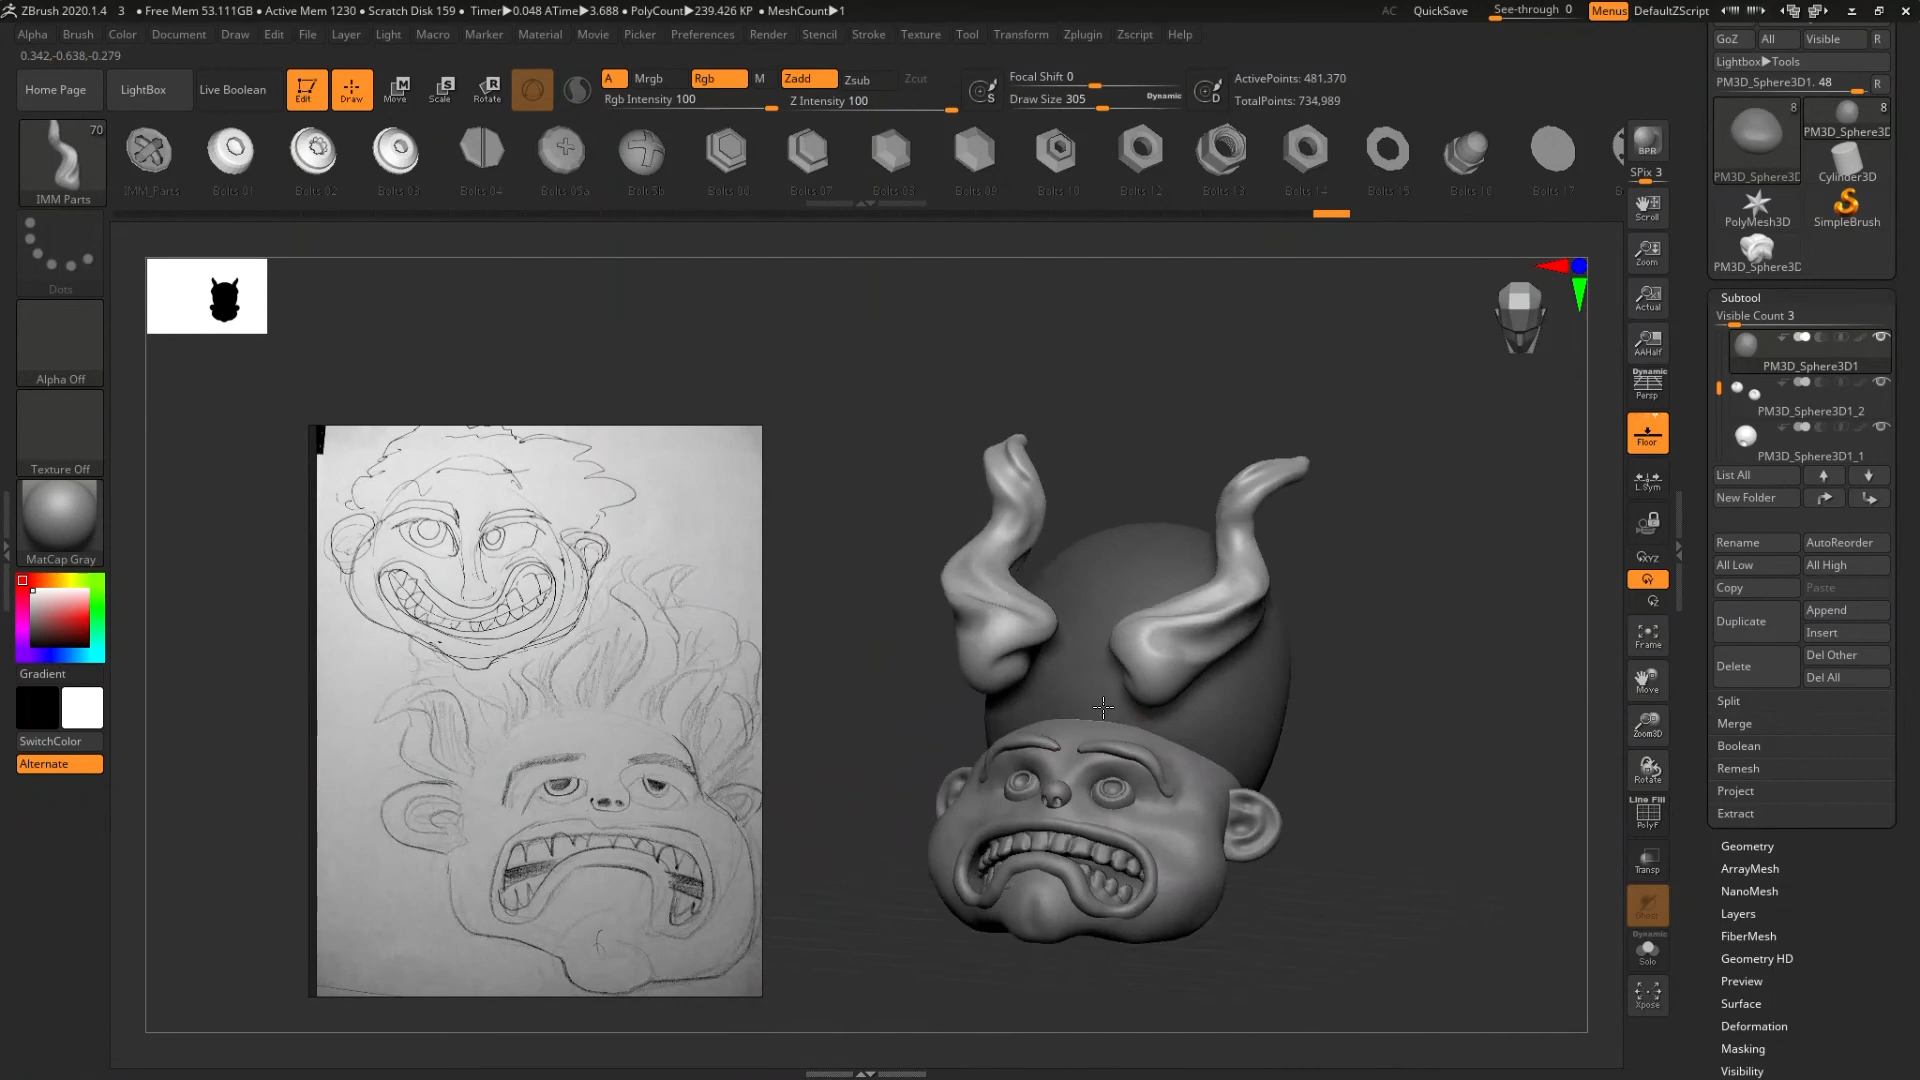 ZBrush 2020.1.4 3 • Free Mem 53.111GB • Active Mem 1230 • Scratch Disk 159 • Timer▶0.048 ATime▶3.688 • PolyCount▶239.426 KP • MeshCount▶1 AC QuickSave See-through 0 Menus DefaultZScript
Alpha Brush Color Document Draw Edit File Layer Light Macro Marker Material Movie Picker Preferences Render Stencil Stroke Texture Tool Transform Zplugin Zscript Help
0.342,-0.638,-0.279
Home Page LightBox Live Boolean Edit Draw Move Scale Rotate
A Mrgb Rgb M Zadd Zsub Zcut
Rgb Intensity 100 Z Intensity 100
S Focal Shift 0
Draw Size 305 Dynamic
D ActivePoints: 481,370
TotalPoints: 734,989
70
IMM Parts
IMM_Parts Bolts 01 Bolts 02 Bolts 03 Bolts 04 Bolts 05a Bolt 5b Bolts 06 Bolts 07 Bolts 08 Bolts 09 Bolts 10 Bolts 12 Bolts 13 Bolts 14 Bolts 15 Bolts 16 Bolts 17 B
Dots
Alpha Off
Texture Off
MatCap Gray
Gradient
SwitchColor
Alternate
BPR
SPix 3
Scroll
Zoom
Actual
AAHalf
Dynamic
Persp
Floor
L.Sym
XYZ
Y
Z
Frame
Move
Zoom3D
Rotate
Line Fill
PolyF
Transp
Ghost
Dynamic
Solo
Xpose
GoZ All Visible R
Lightbox▶Tools
PM3D_Sphere3D1. 48 R
8 8
PM3D_Sphere3D
PM3D_Sphere3D Cylinder3D
PolyMesh3D SimpleBrush
PM3D_Sphere3D
Subtool
Visible Count 3
PM3D_Sphere3D1
PM3D_Sphere3D1_2
PM3D_Sphere3D1_1
List All
New Folder
Rename AutoReorder
All Low All High
Copy Paste
Duplicate Append
Insert
Delete Del Other
Del All
Split
Merge
Boolean
Remesh
Project
Extract
Geometry
ArrayMesh
NanoMesh
Layers
FiberMesh
Geometry HD
Preview
Surface
Deformation
Masking
Visibility